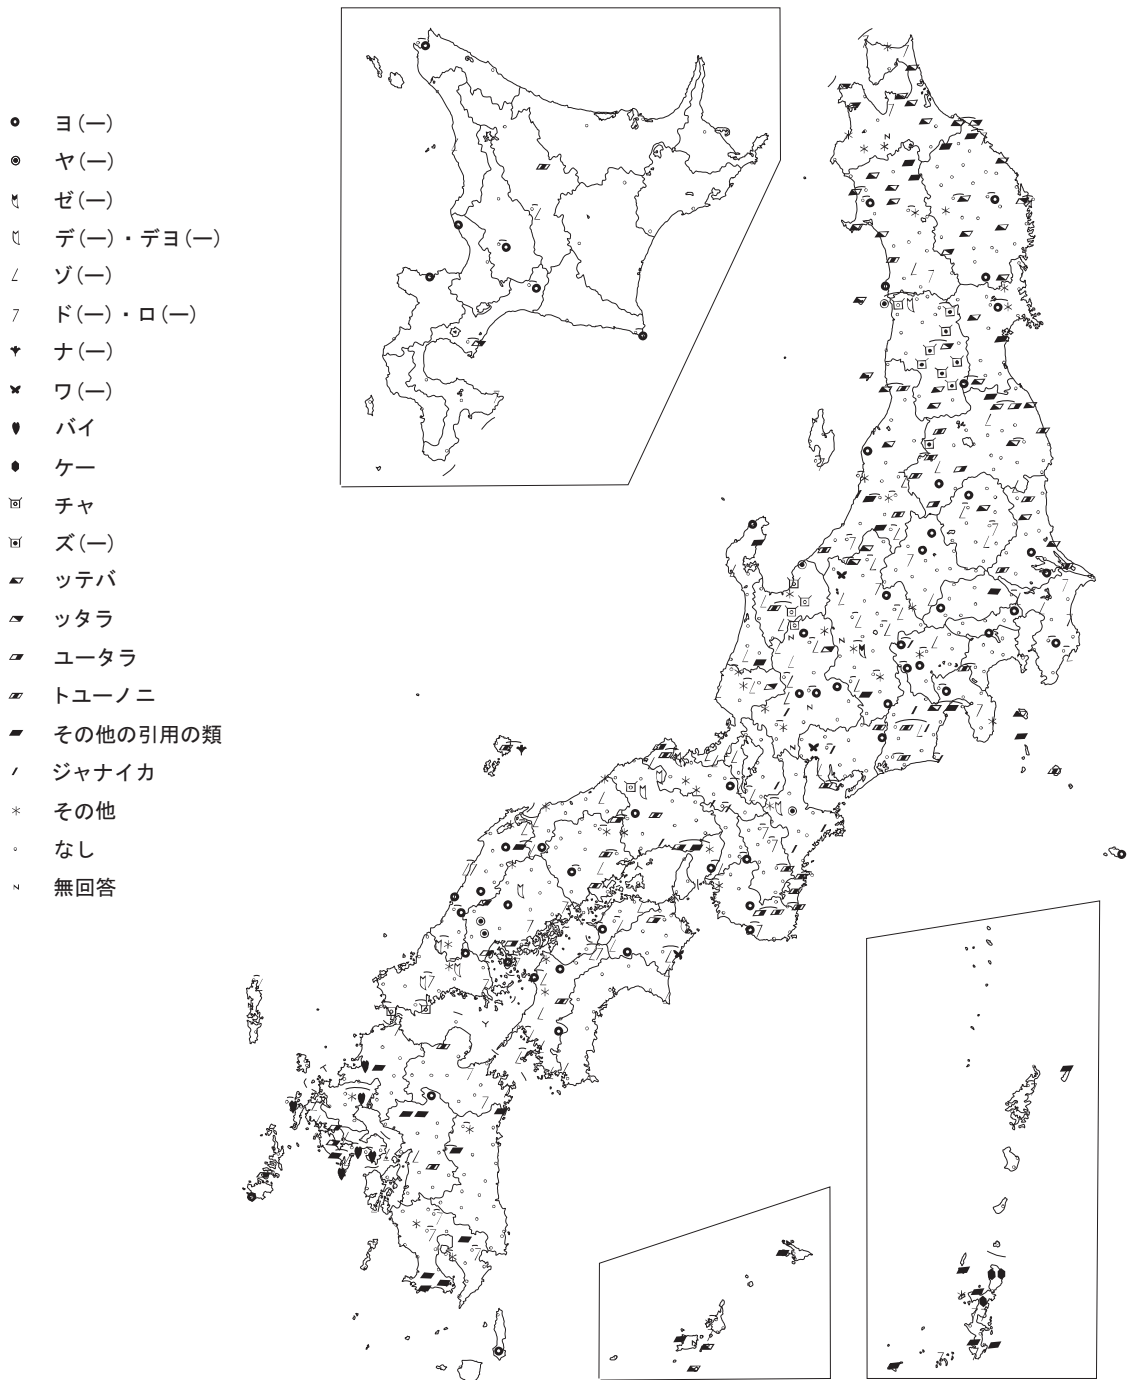 ヨ(ー)
ヤ(ー)
ゼ(ー)
デ(ー)・デヨ(ー)
ゾ(ー)
ド(ー)・ロ(ー)
ナ(ー)
ワ(ー)
バイ
ケー
チャ
ズ(ー)
ッテバ
ッタラ
ユータラ
トユーノニ
その他の引用の類
ジャナイカ
その他
なし
無回答